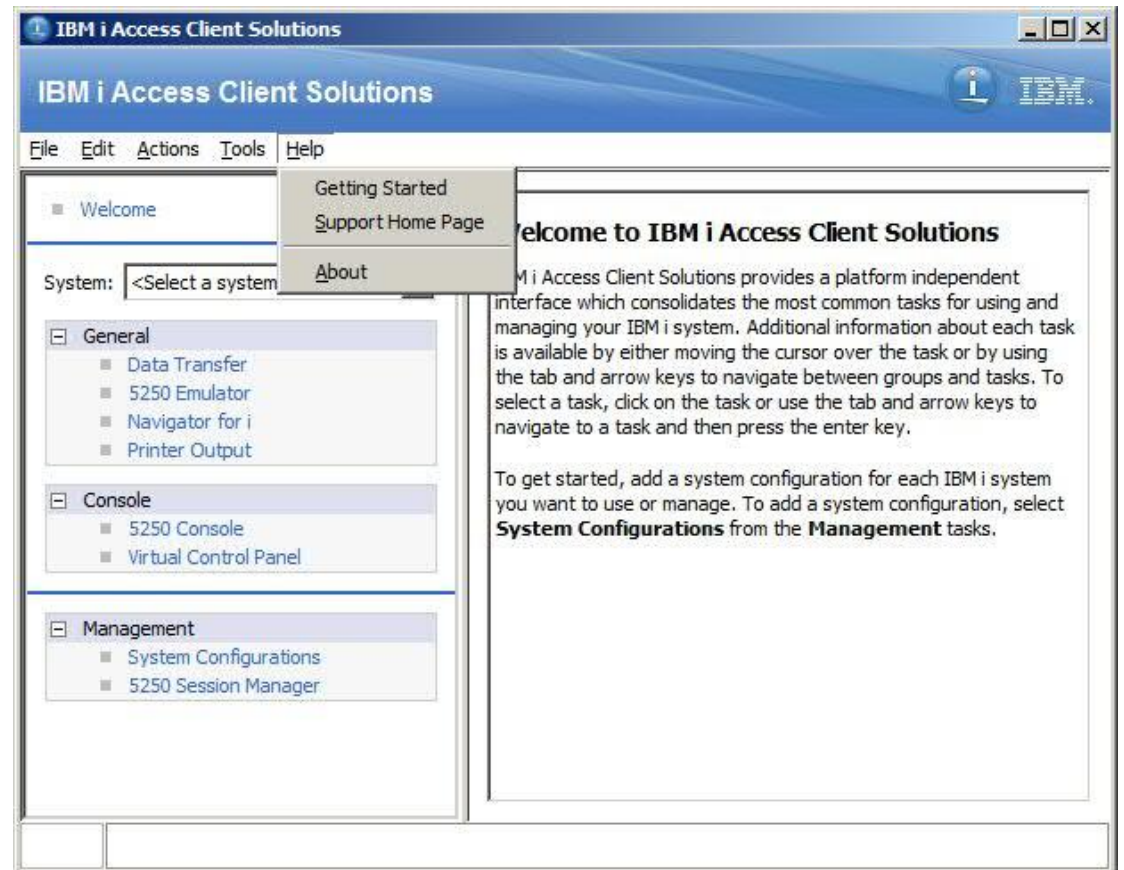 IBM i Access Client Solutions
IBM i Access Client Solutions
i IBM.
File Edit Actions Tools Help
Getting Started
Support Home Page
About
Welcome
System: <Select a system
General
Data Transfer
5250 Emulator
Navigator for i
Printer Output
Console
5250 Console
Virtual Control Panel
Management
System Configurations
5250 Session Manager
elcome to IBM i Access Client Solutions
M i Access Client Solutions provides a platform independent
interface which consolidates the most common tasks for using and
managing your IBM i system. Additional information about each task
is available by either moving the cursor over the task or by using
the tab and arrow keys to navigate between groups and tasks. To
select a task, click on the task or use the tab and arrow keys to
navigate to a task and then press the enter key.
To get started, add a system configuration for each IBM i system
you want to use or manage. To add a system configuration, select
System Configurations from the Management tasks.